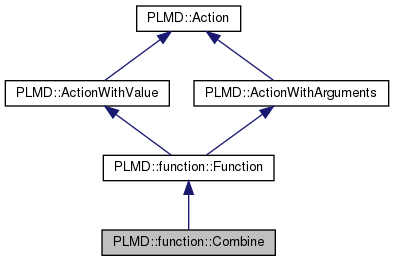 PLMD::Action
PLMD::ActionWithValue
PLMD::ActionWithArguments
PLMD::function::Function
PLMD::function::Combine